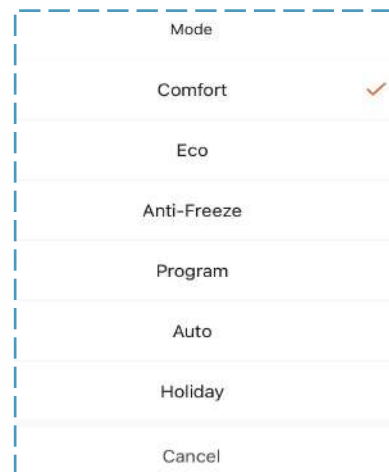 Mode
Comfort
Eco
Anti-Freeze
Program
Auto
Holiday
Cancel